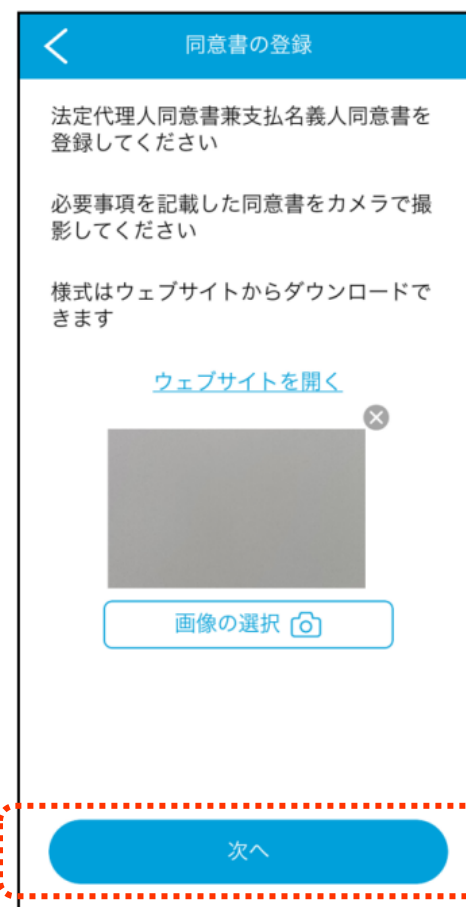 同意書の登録
法定代理人同意書兼支払名義人同意書を
登録してください
必要事項を記載した同意書をカメラで撮
影してください
様式はウェブサイトからダウンロードで
きます
ウェブサイトを開く
画像の選択
次へ